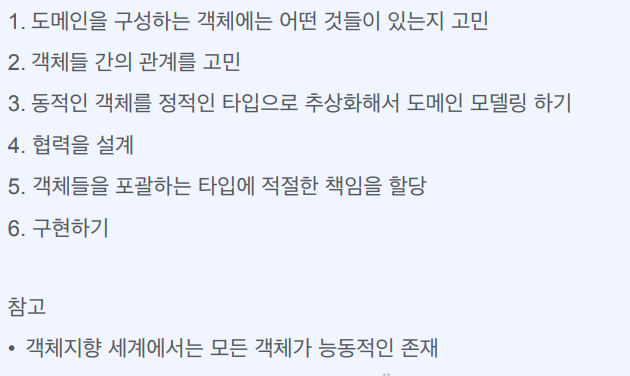 1. 도메인을 구성하는 객체에는 어떤 것들이 있는지 고민
2. 객체들 간의 관계를 고민
3. 동적인 객체를 정적인 타입으로 추상화해서 도메인 모델링 하기
4. 협력을 설계
5. 객체들을 포괄하는 타입에 적절한 책임을 할당
6. 구현하기
참고
• 객체지향 세계에서는 모든 객체가 능동적인 존재